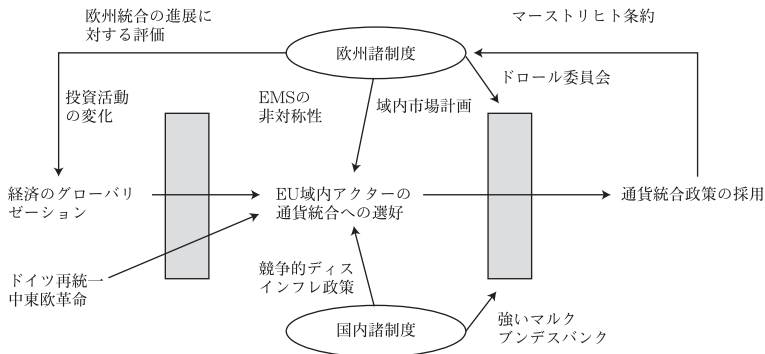 欧州統合の進展に
対する評価
マーストリヒト条約
欧州諸制度
ドロール委員会
投資活動
の変化
EMSの
非対称性
域内市場計画
経済のグローバリ
ゼーション
EU域内アクターの
通貨統合への選好
通貨統合政策の採用
ドイツ再統一
中東欧革命
競争的ディス
インフレ政策
国内諸制度
強いマルク
ブンデスバンク